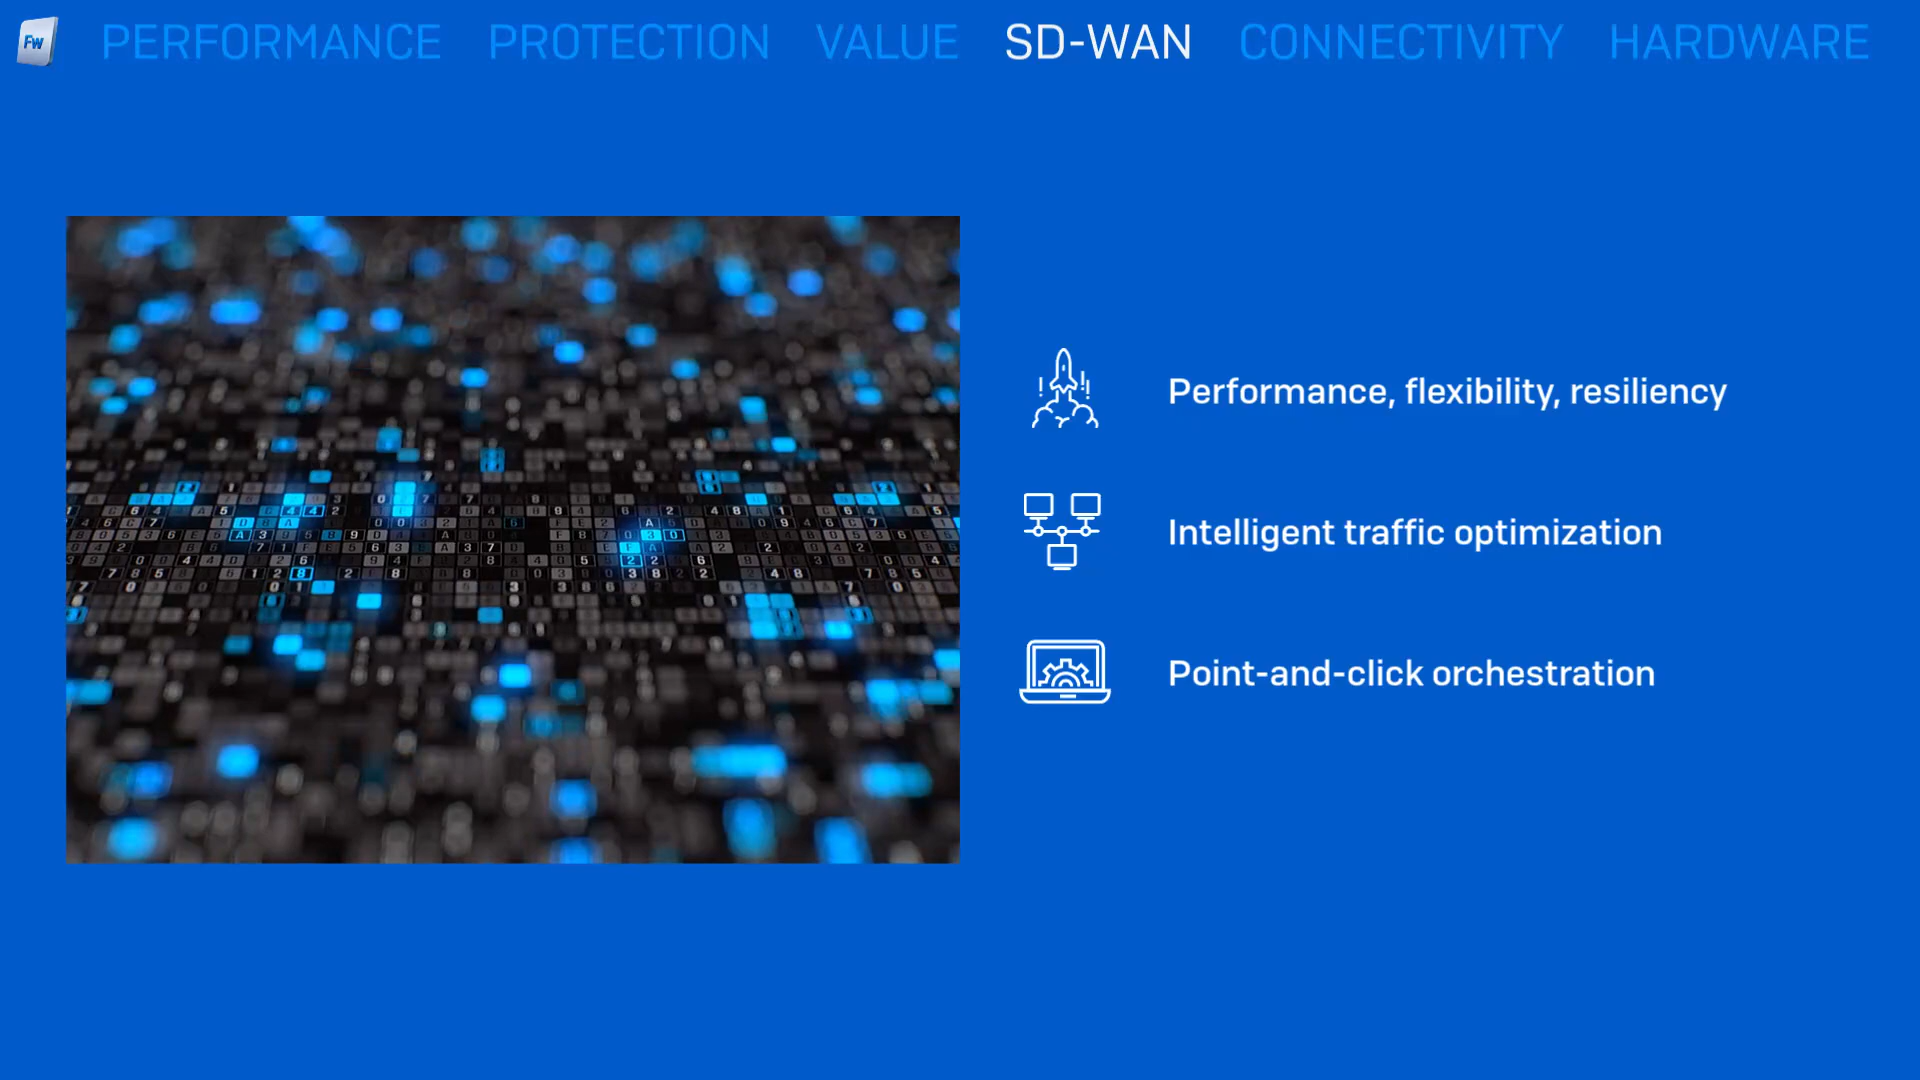 Fw
PERFORMANCE PROTECTION VALUE SD-WAN CONNECTIVITY HARDWARE
Performance, flexibility, resiliency
Intelligent traffic optimization
Point-and-click orchestration